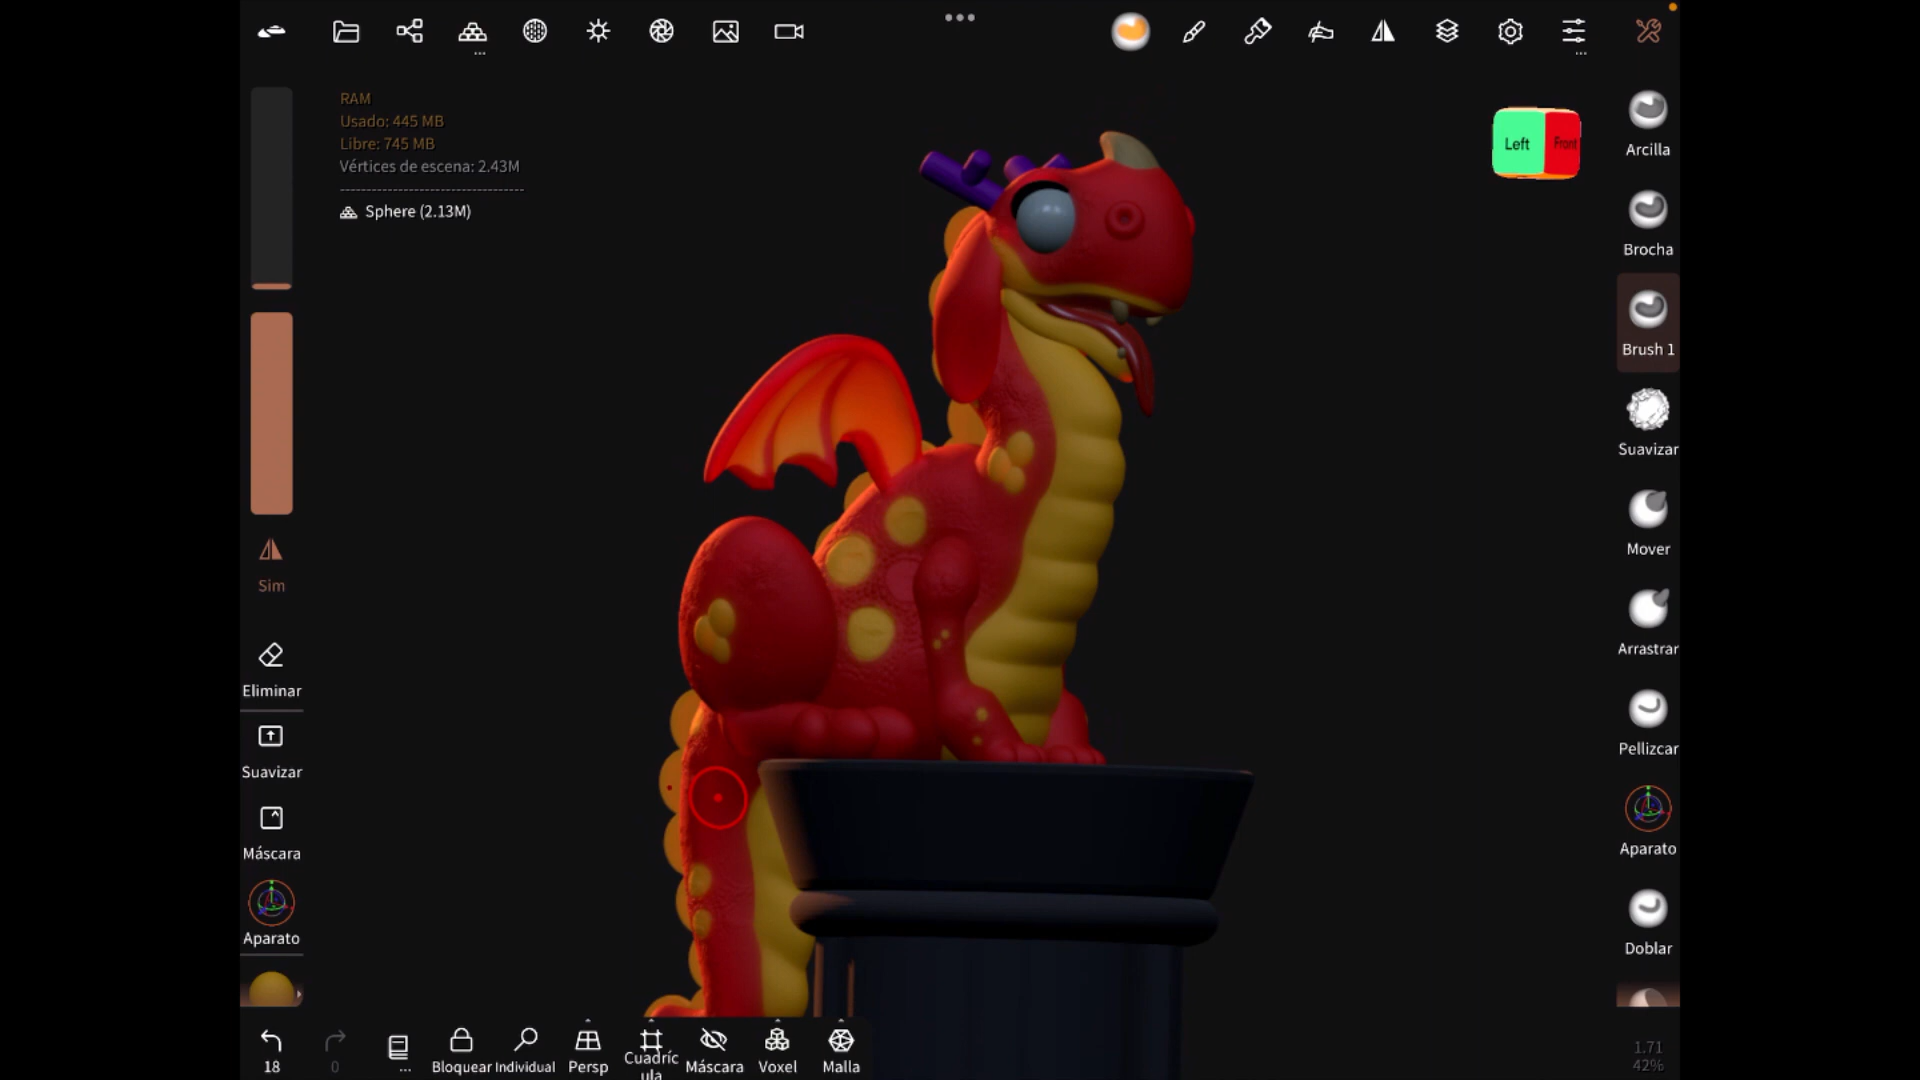 RAM
Usado: 445 MB
Libre: 745 MB
Vértices de escena: 2.43M
Sphere (2.13M)
Left
Front
Arcilla
Brocha
Brush 1
Suavizar
Mover
Arrastrar
Pellizcar
Aparato
Doblar
Sim
Eliminar
Suavizar
Máscara
Aparato
18
0
Bloquear
Individual
Persp
Cuadríc
ula
Máscara
Voxel
Malla
1.71
42%